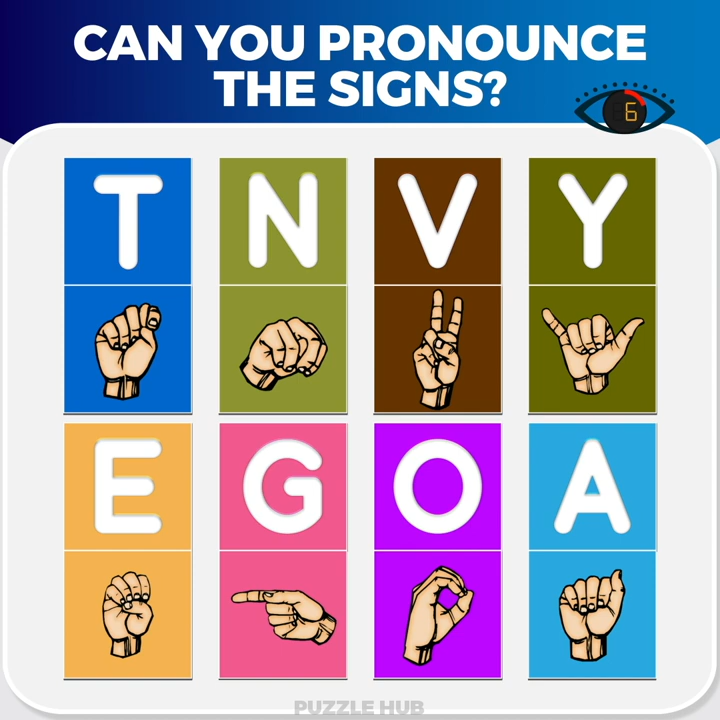 CAN YOU PRONOUNCE
THE SIGNS?
6
T N V Y
E G O A
PUZZLE HUB